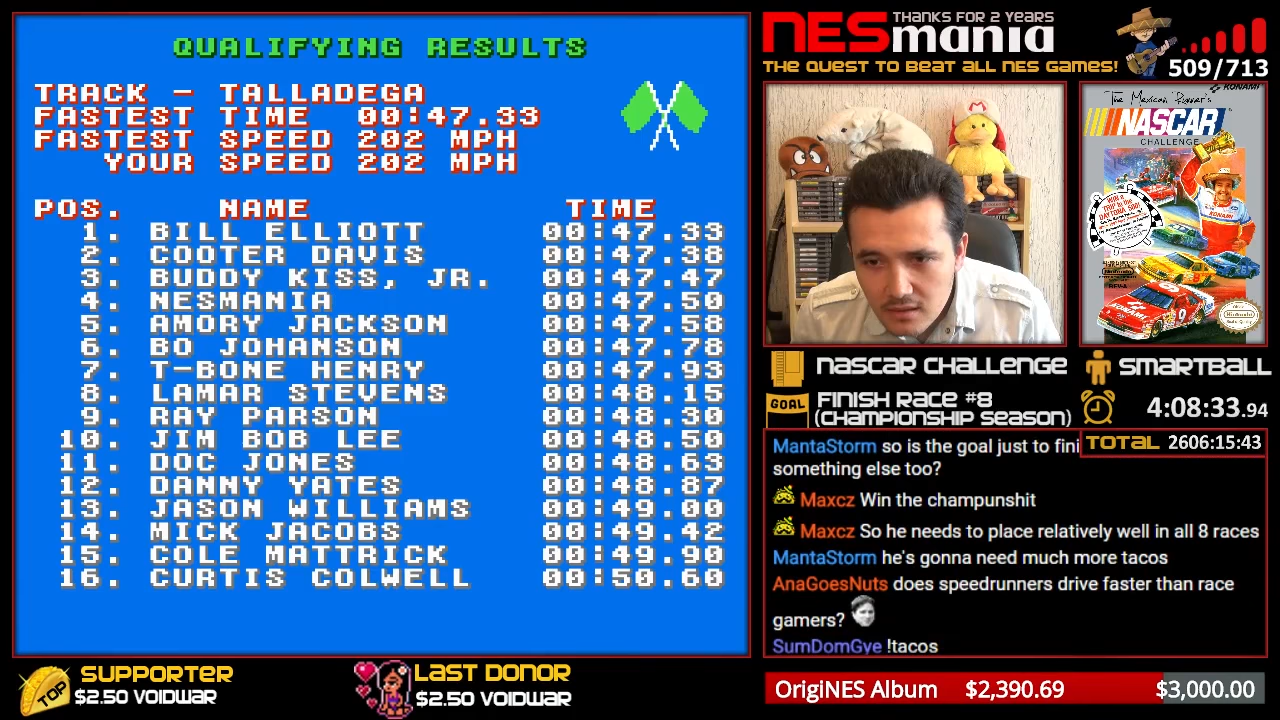 QUALIFYING RESULTS
TRACK - TALLADEGA
FASTEST TIME 00:47.33
FASTEST SPEED 202 MPH
YOUR SPEED 202 MPH
POS. NAME TIME
1. BILL ELLIOTT 00:47.33
2. COOTER DAVIS 00:47.38
3. BUDDY KISS, JR. 00:47.47
4. NESMANIA 00:47.50
5. AMORY JACKSON 00:47.58
6. BO JOHANSON 00:47.78
7. T-BONE HENRY 00:47.93
8. LAMAR STEVENS 00:48.15
9. RAY PARSON 00:48.30
10. JIM BOB LEE 00:48.50
11. DOC JONES 00:48.63
12. DANNY YATES 00:48.87
13. JASON WILLIAMS 00:49.00
14. MICK JACOBS 00:49.42
15. COLE MATTRICK 00:49.90
16. CURTIS COLWELL 00:50.60
THANKS FOR 2 YEARS
NESmania
THE QUEST TO BEAT ALL NES GAMES!
509/713
KONAMI
The Mexican Runner's
NASCAR
CHALLENGE
NASCAR CHALLENGE
SMARTBALL
GOAL
FINISH RACE #8
(CHAMPIONSHIP SEASON)
4:08:33.94
TOTAL 2606:15:43
MantaStorm so is the goal just to fini
something else too?
Maxcz Win the champunshit
Maxcz So he needs to place relatively well in all 8 races
MantaStorm he's gonna need much more tacos
AnaGoesNuts does speedrunners drive faster than race
gamers?
SumDomGye !tacos
TOP
SUPPORTER
$2.50 VOIDWAR
LAST DONOR
$2.50 VOIDWAR
OrigiNES Album $2,390.69 $3,000.00